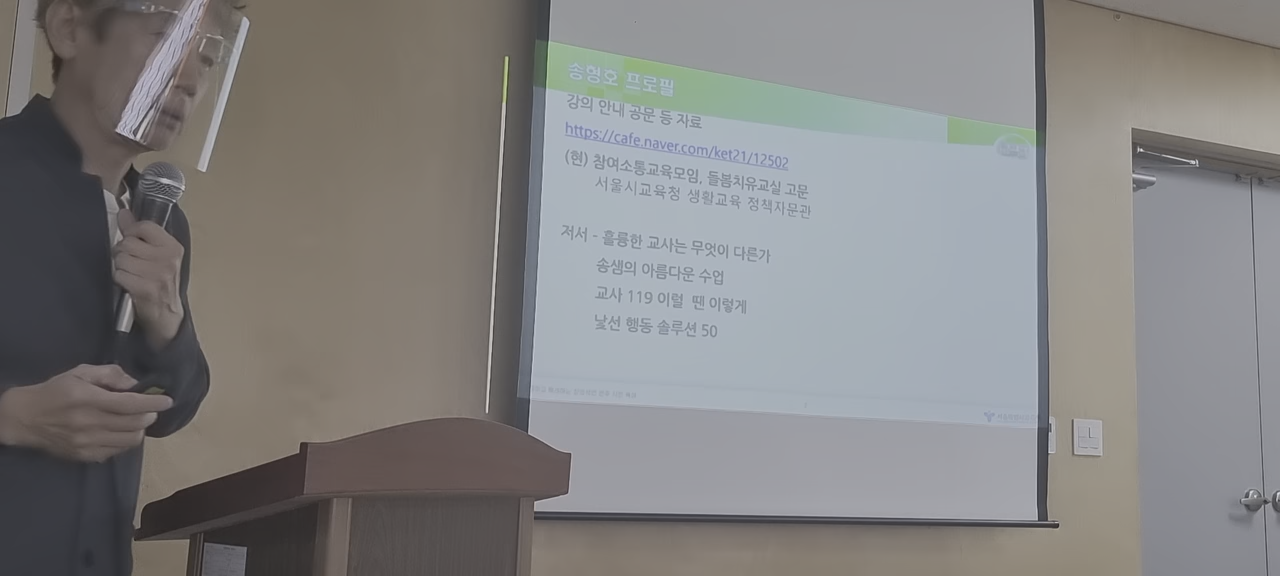 송형호 프로필
강의 안내 공문 등 자료
https://cafe.naver.com/ket21/12502
(현) 참여소통교육모임, 돌봄치유교실 고문
서울시교육청 생활교육 정책자문관
저서 - 훌륭한 교사는 무엇이 다른가
송샘의 아름다운 수업
교사 119 이럴 땐 이렇게
낯선 행동 솔루션 50